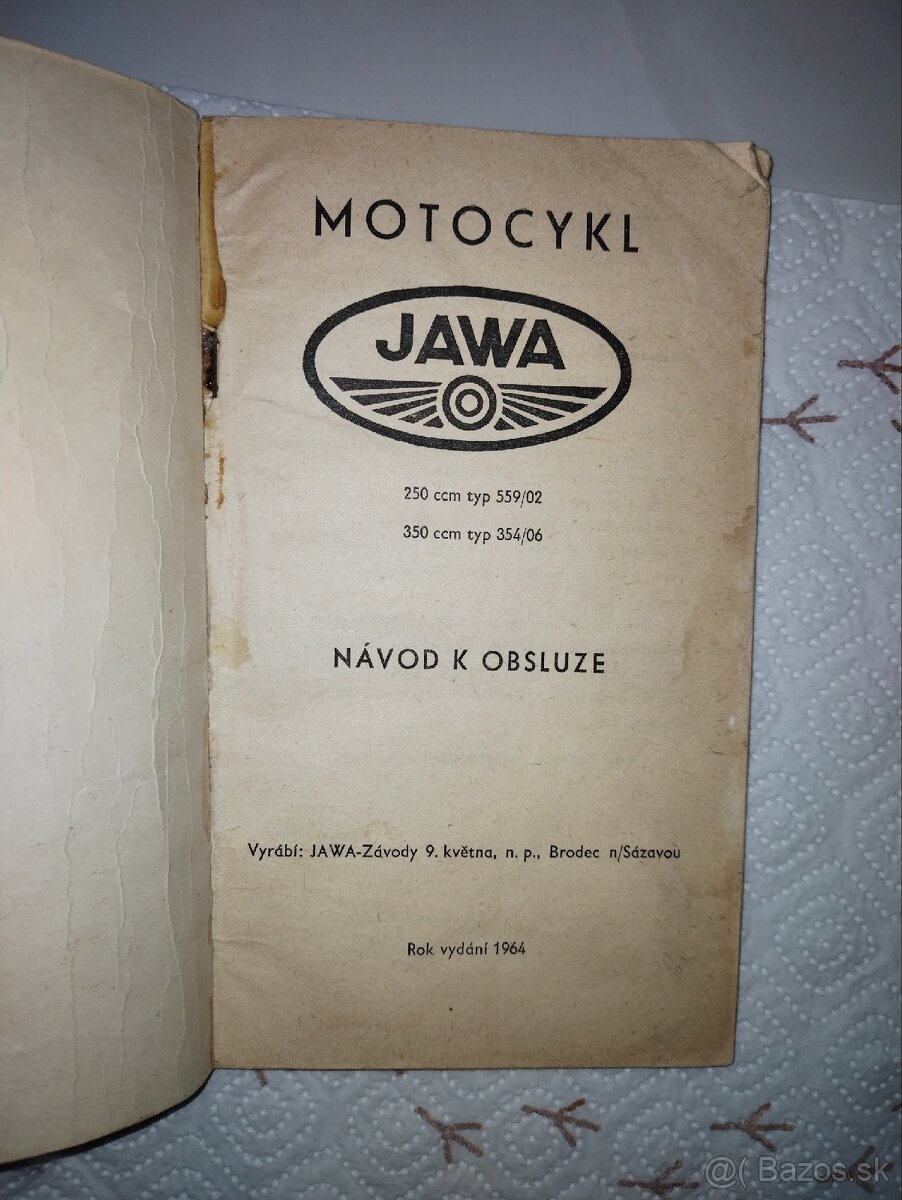 MOTOCYKL
JAWA
250 ccm typ 559/02
350 ccm typ 354/06
NÁVOD K OBSLUZE
Vyrábí: JAWA-Závody 9. května, n. p., Brodec n/Sázavou
Rok vydání 1964
@( Bazos.sk